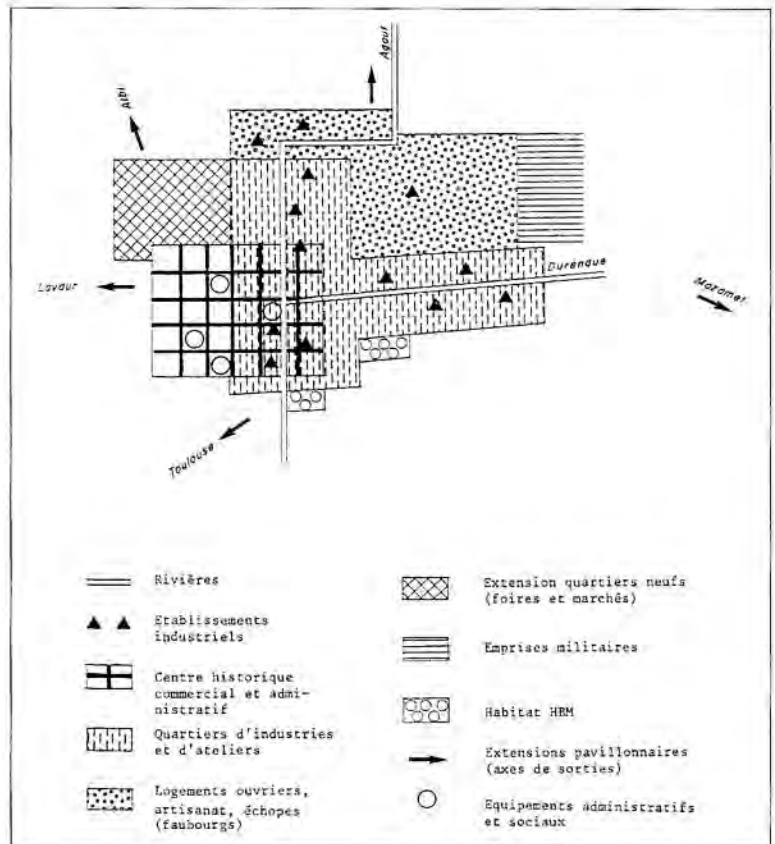 Agout
Albi
Durenque
Lavaur
Mazamet
Toulouse
Rivières
Etablissements
industriels
Centre historique
commercial et admi-
nistratif
Quartiers d'industries
et d'ateliers
Logements ouvriers,
artisanat, échopes
(faubourgs)
Extension quartiers neufs
(foires et marchés)
Emprises militaires
Habitat HBM
Extensions pavillonnaires
(axes de sorties)
Equipements administratifs
et sociaux